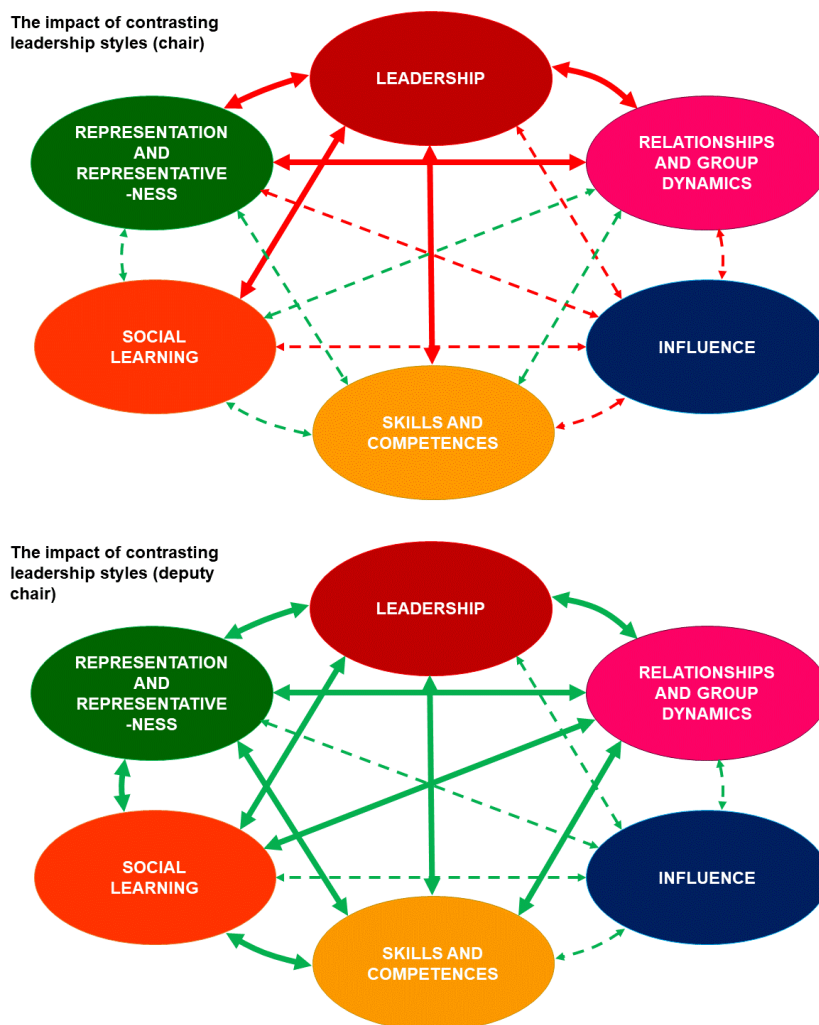 The impact of contrasting
leadership styles (chair)
LEADERSHIP
REPRESENTATION
AND
REPRESENTATIVE
-NESS
RELATIONSHIPS
AND GROUP
DYNAMICS
SOCIAL
LEARNING
INFLUENCE
SKILLS AND
COMPETENCES
The impact of contrasting
leadership styles (deputy
chair)
LEADERSHIP
REPRESENTATION
AND
REPRESENTATIVE
-NESS
RELATIONSHIPS
AND GROUP
DYNAMICS
SOCIAL
LEARNING
INFLUENCE
SKILLS AND
COMPETENCES